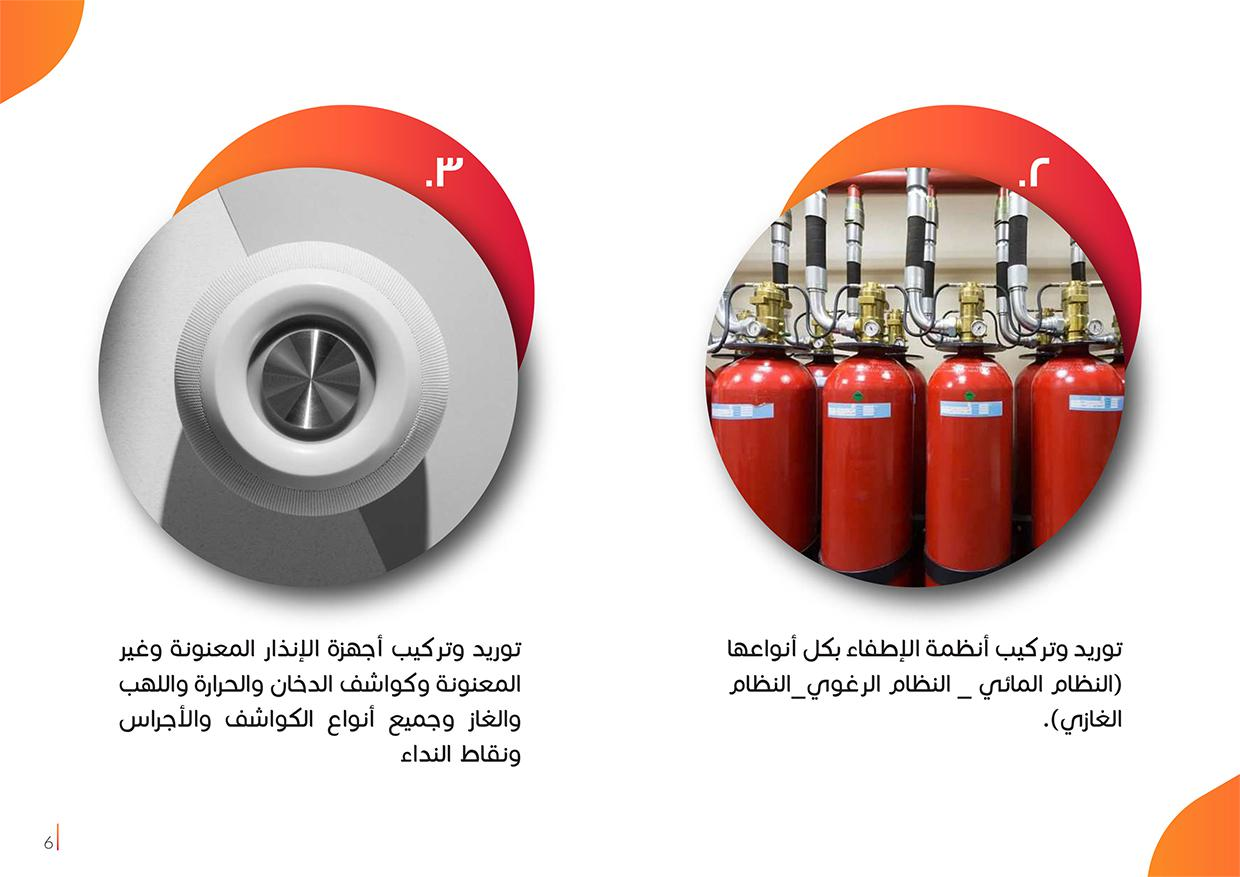 ٢.
توريد وتركيب أنظمة الإطفاء بكل أنواعها
(النظام المائي _ النظام الرغوي_النظام
الغازي).
٣.
توريد وتركيب أجهزة الإنذار المعنونة وغير
المعنونة وكواشف الدخان والحرارة واللهب
والغاز وجميع أنواع الكواشف والأجراس
ونقاط النداء
6